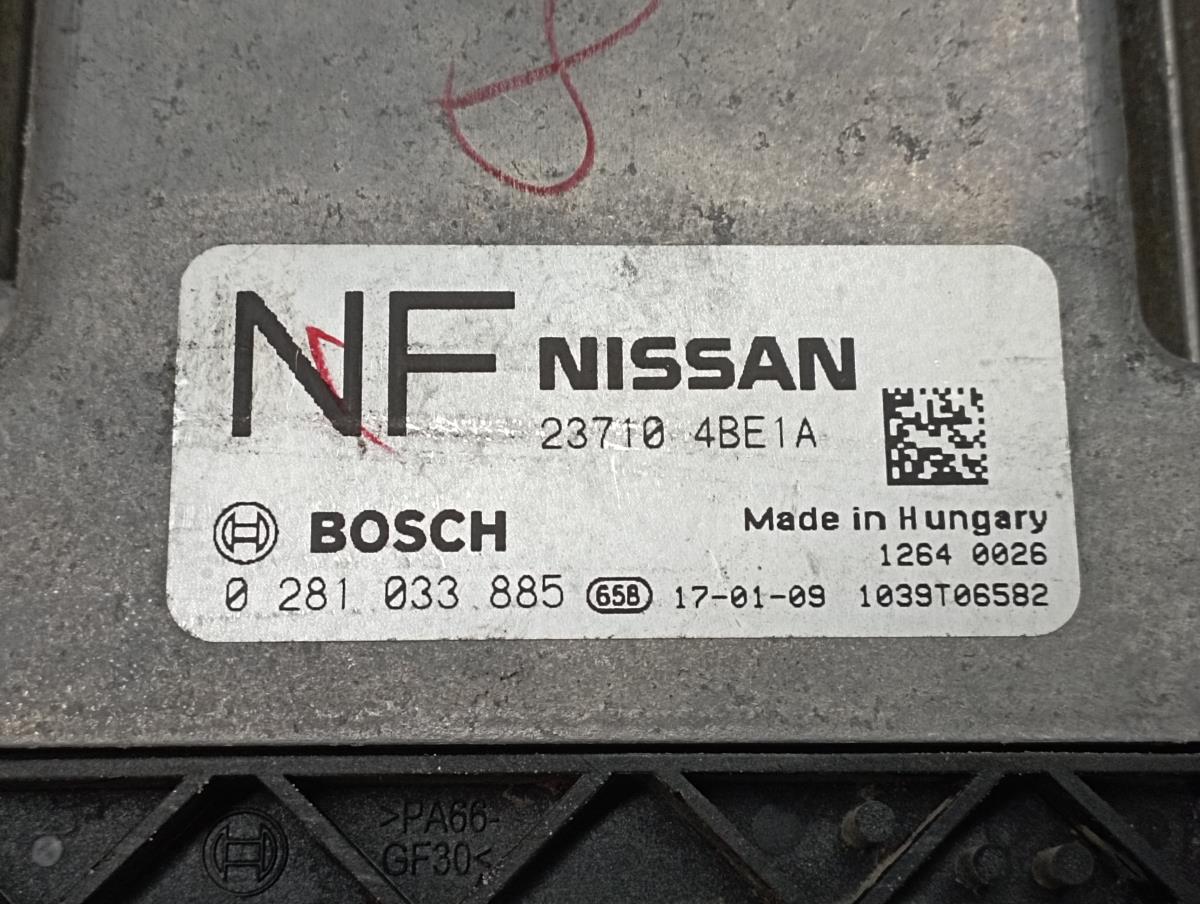 NF NISSAN
23710 4BE1A
BOSCH
Made in Hungary
1264 0026
0 281 033 885 65B 17-01-09 1039T06582
>PA66-
GF30<